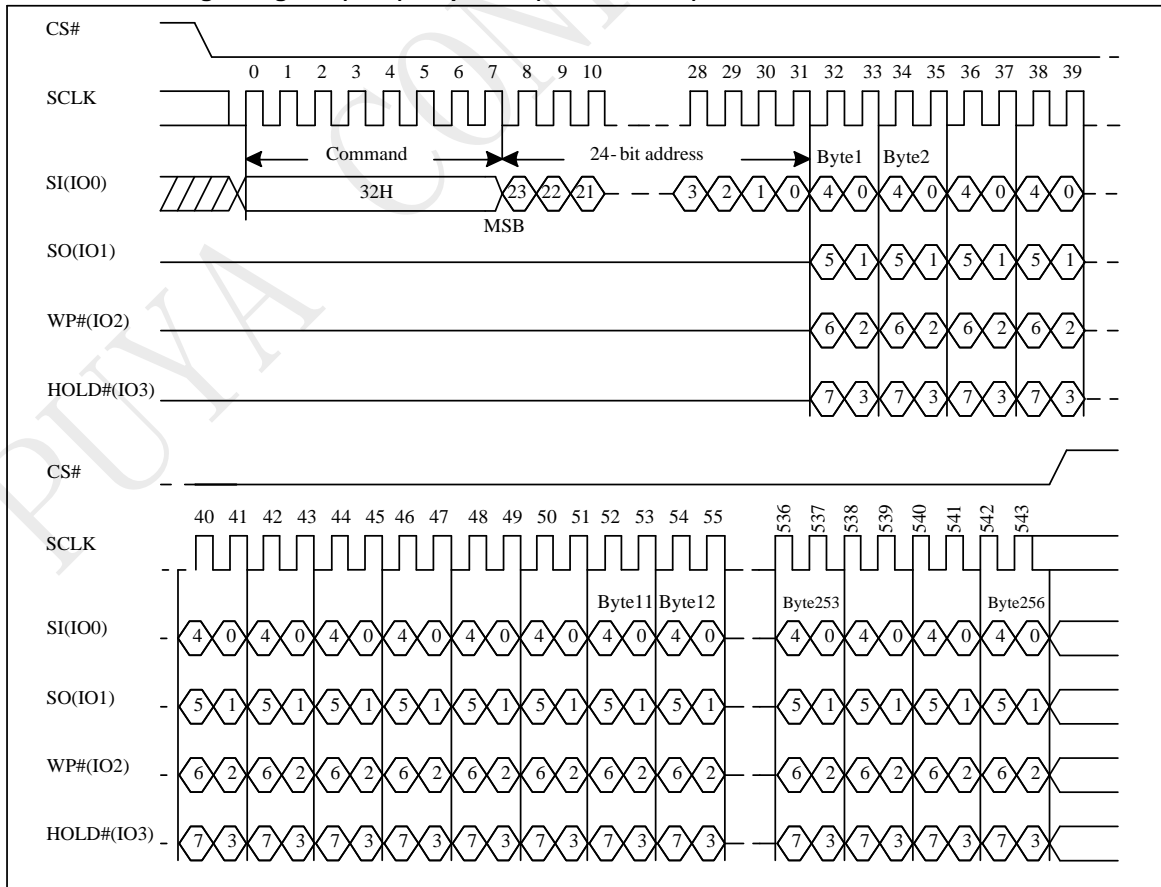 CS#
0 1 2 3 4 5 6 7 8 9 10 28 29 30 31 32 33 34 35 36 37 38 39
SCLK
Command 24-bit address Byte1 Byte2
SI(IO0) 32H 23 22 21 3 2 1 0 4 0 4 0 4 0 4 0
MSB
SO(IO1) 5 1 5 1 5 1 5 1
WP#(IO2) 6 2 6 2 6 2 6 2
HOLD#(IO3) 7 3 7 3 7 3 7 3
CS#
40 41 42 43 44 45 46 47 48 49 50 51 52 53 54 55 536 537 538 539 540 541 542 543
SCLK
Byte11 Byte12 Byte253 Byte256
SI(IO0) 4 0 4 0 4 0 4 0 4 0 4 0 4 0 4 0 4 0 4 0 4 0 4 0
SO(IO1) 5 1 5 1 5 1 5 1 5 1 5 1 5 1 5 1 5 1 5 1 5 1 5 1
WP#(IO2) 6 2 6 2 6 2 6 2 6 2 6 2 6 2 6 2 6 2 6 2 6 2 6 2
HOLD#(IO3) 7 3 7 3 7 3 7 3 7 3 7 3 7 3 7 3 7 3 7 3 7 3 7 3
PUYA